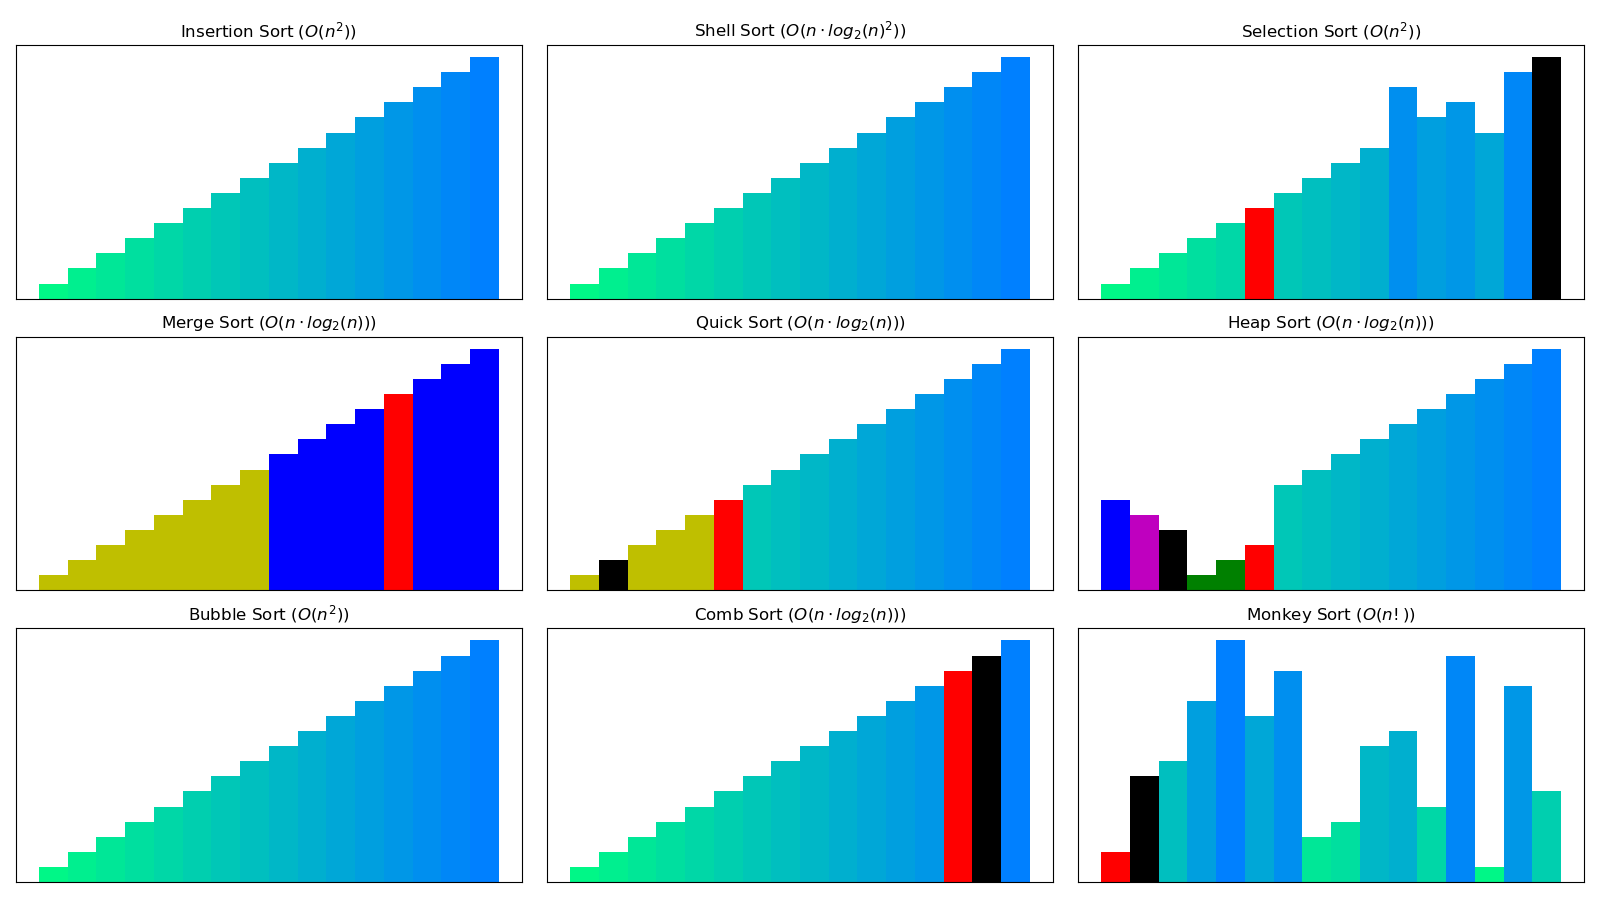 Insertion Sort (O(n²))
Shell Sort (O(n · log₂(n)²))
Selection Sort (O(n²))
Merge Sort (O(n · log₂(n)))
Quick Sort (O(n · log₂(n)))
Heap Sort (O(n · log₂(n)))
Bubble Sort (O(n²))
Comb Sort (O(n · log₂(n)))
Monkey Sort (O(n!))